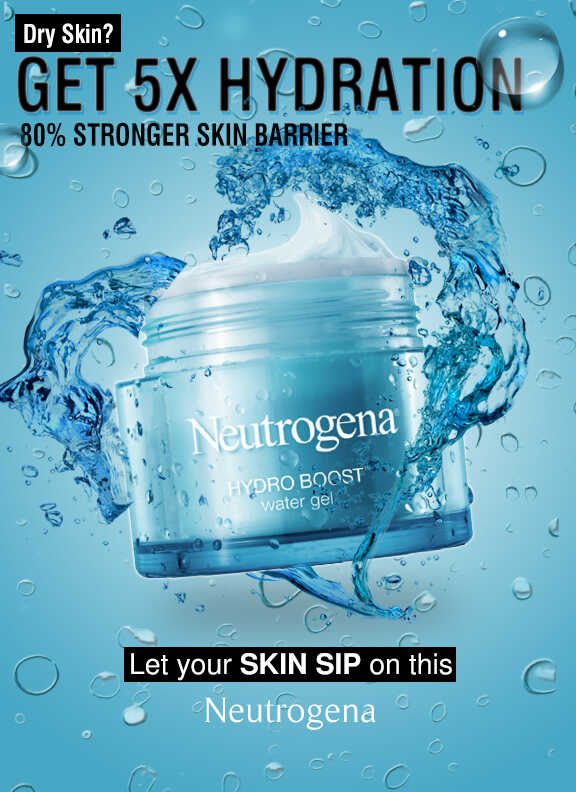 Dry Skin?
GET 5X HYDRATION
80% STRONGER SKIN BARRIER
Neutrogena
HYDRO BOOST
water gel
Let your SKIN SIP on this
Neutrogena